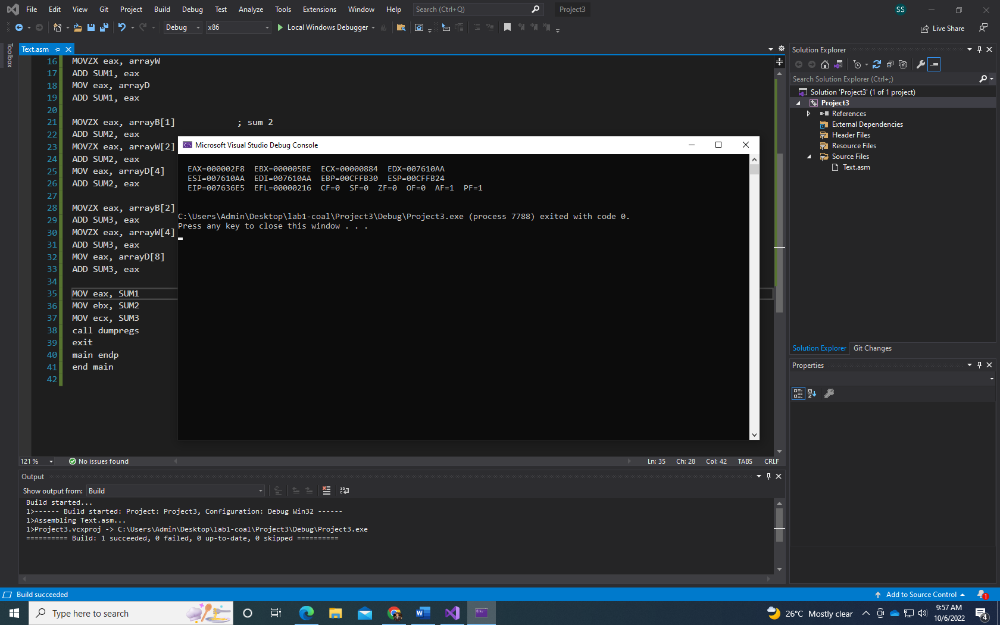 File Edit View Git Project Build Debug Test Analyze Tools Extensions Window Help Search (Ctrl+Q) Project3 SS
Debug x86 Local Windows Debugger Live Share
Toolbox
Text.asm
16 MOVZX eax, arrayW
17 ADD SUM1, eax
18 MOV eax, arrayD
19 ADD SUM1, eax
20
21 MOVZX eax, arrayB[1] ; sum 2
22 ADD SUM2, eax
23 MOVZX eax, arrayW[2]
24 ADD SUM2, eax
25 MOV eax, arrayD[4]
26 ADD SUM2, eax
27
28 MOVZX eax, arrayB[2]
29 ADD SUM3, eax
30 MOVZX eax, arrayW[4]
31 ADD SUM3, eax
32 MOV eax, arrayD[8]
33 ADD SUM3, eax
34
35 MOV eax, SUM1
36 MOV ebx, SUM2
37 MOV ecx, SUM3
38 call dumpregs
39 exit
40 main endp
41 end main
42
Microsoft Visual Studio Debug Console
EAX=000002F8 EBX=000005BE ECX=00000884 EDX=007610AA
ESI=007610AA EDI=007610AA EBP=00CFFB30 ESP=00CFFB24
EIP=007636E5 EFL=00000216 CF=0 SF=0 ZF=0 OF=0 AF=1 PF=1
C:\Users\Admin\Desktop\lab1-coal\Project3\Debug\Project3.exe (process 7788) exited with code 0.
Press any key to close this window . . .
121 % No issues found Ln: 35 Ch: 28 Col: 42 TABS CRLF
Output
Show output from: Build
Build started...
1>------ Build started: Project: Project3, Configuration: Debug Win32 ------
1>Assembling Text.asm...
1>Project3.vcxproj -> C:\Users\Admin\Desktop\lab1-coal\Project3\Debug\Project3.exe
========== Build: 1 succeeded, 0 failed, 0 up-to-date, 0 skipped ==========
Solution Explorer
Search Solution Explorer (Ctrl+;)
Solution 'Project3' (1 of 1 project)
Project3
References
External Dependencies
Header Files
Resource Files
Source Files
Text.asm
Solution Explorer Git Changes
Properties
Build succeeded Add to Source Control 1
Type here to search 26°C Mostly clear 9:57 AM
10/6/2022 4